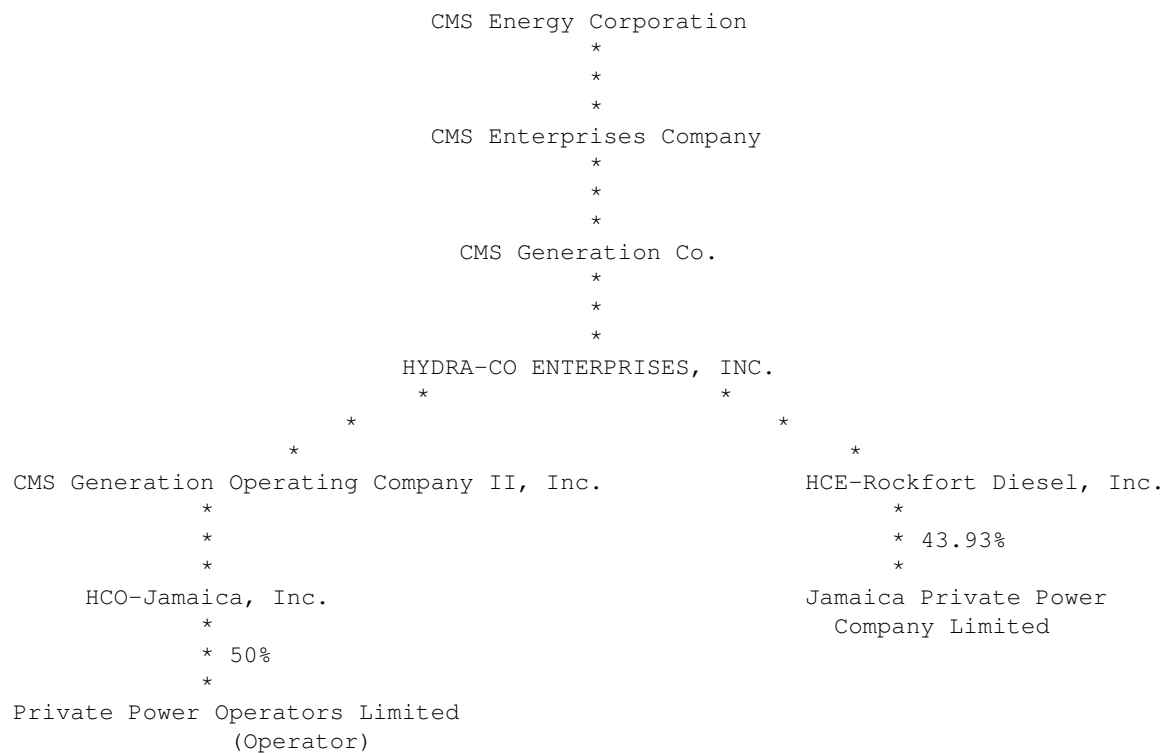 CMS Energy Corporation
*
*
*
CMS Enterprises Company
*
*
*
CMS Generation Co.
*
*
*
HYDRA-CO ENTERPRISES, INC.
* *
* *
* *
CMS Generation Operating Company II, Inc. HCE-Rockfort Diesel, Inc.
* *
* * 43.93%
* *
HCO-Jamaica, Inc. Jamaica Private Power
* Company Limited
* 50%
*
Private Power Operators Limited
(Operator)